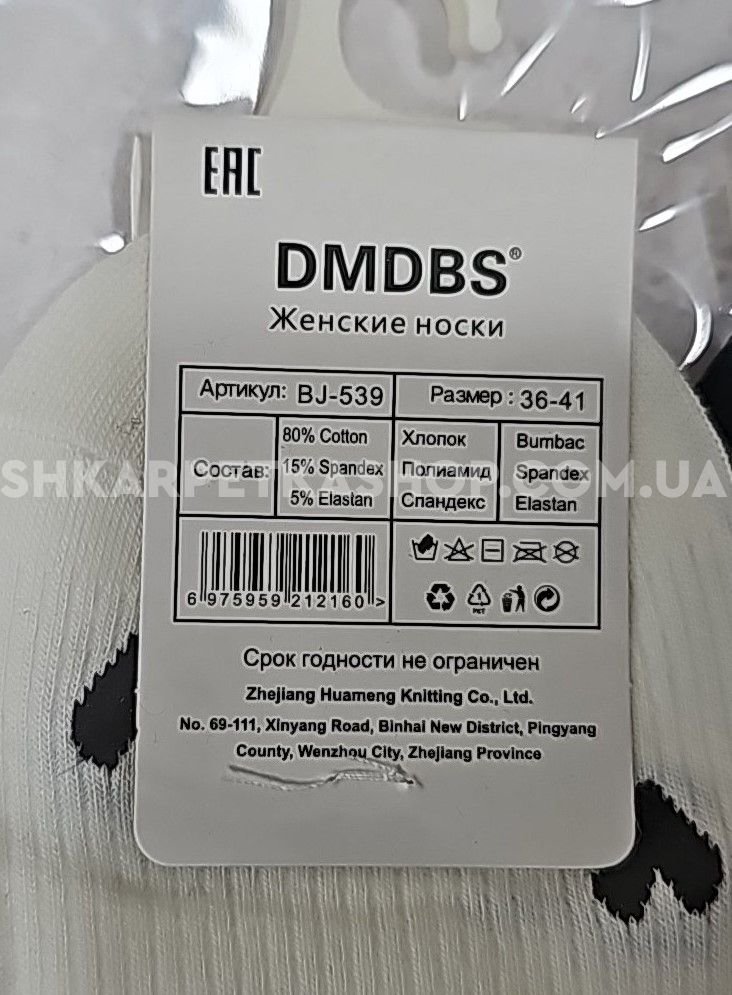 EAC
DMDBS®
Женские носки
Артикул: BJ-539 Размер : 36-41
80% Cotton Хлопок Bumbac
Состав: 15% Spandex Полиамид Spandex
5% Elastan Спандекс Elastan
SHKARPETKASHOP.COM.UA
6 975959 212160 >
1
PET
Срок годности не ограничен
Zhejiang Huameng Knitting Co., Ltd.
No. 69-111, Xinyang Road, Binhai New District, Pingyang
County, Wenzhou City, Zhejiang Province